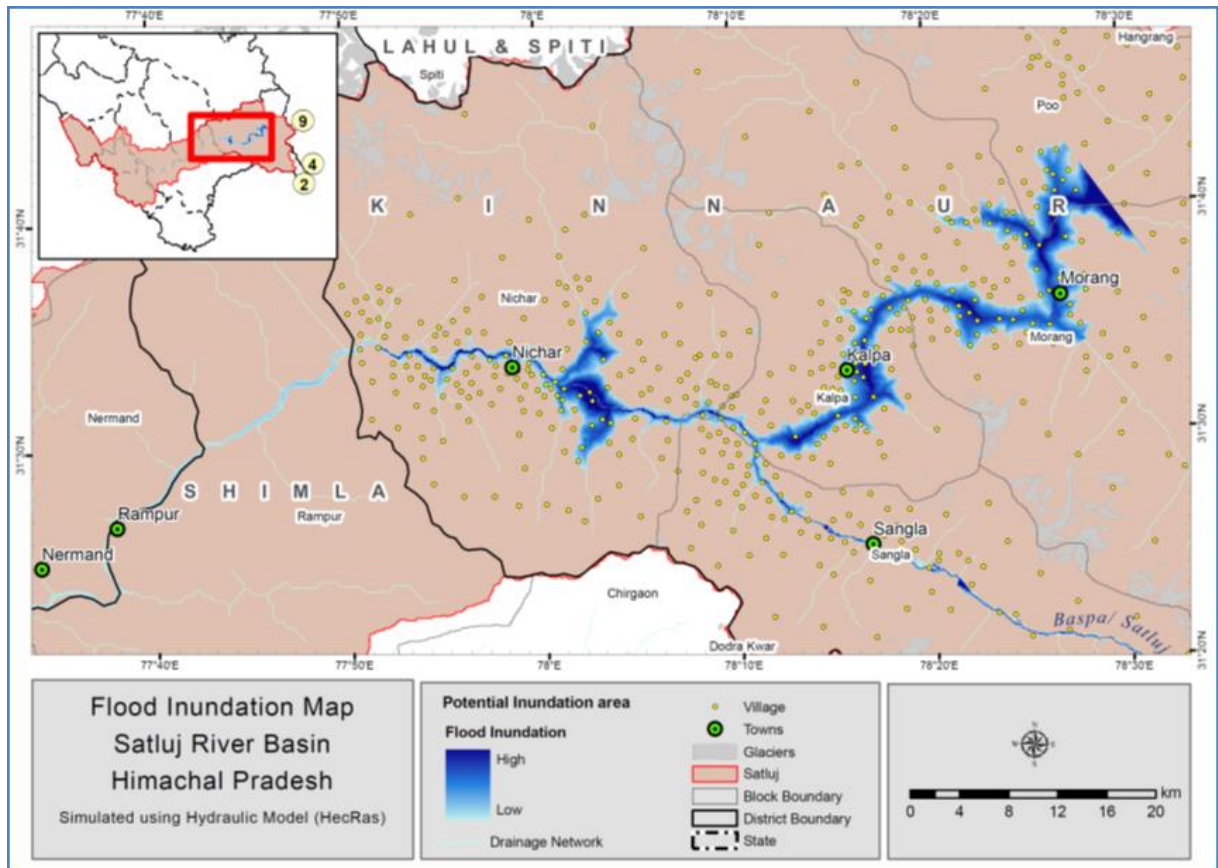 77°40'E 77°50'E 78°E 78°10'E 78°20'E 78°30'E
LAHUL & SPITI
Spiti
Hangrang
Poo
9
4
2
31°40'N
31°40'N
K I N N A U R
Nichar
Morang
Morang
Nichar
Kalpa
Kalpa
Nermand
31°30'N
31°30'N
S H I M L A
Rampur
Rampur
Nermand
Sangla
Sangla
Chirgaon
Baspa/ Satluj
Dodra Kwar
31°20'N
77°40'E 77°50'E 78°E 78°10'E 78°20'E 78°30'E
Flood Inundation Map
Satluj River Basin
Himachal Pradesh
Simulated using Hydraulic Model (HecRas)
Potential Inundation area
Flood Inundation
High
Low
Drainage Network
Village
Towns
Glaciers
Satluj
Block Boundary
District Boundary
State
N
E
S
W
km
0 4 8 12 16 20